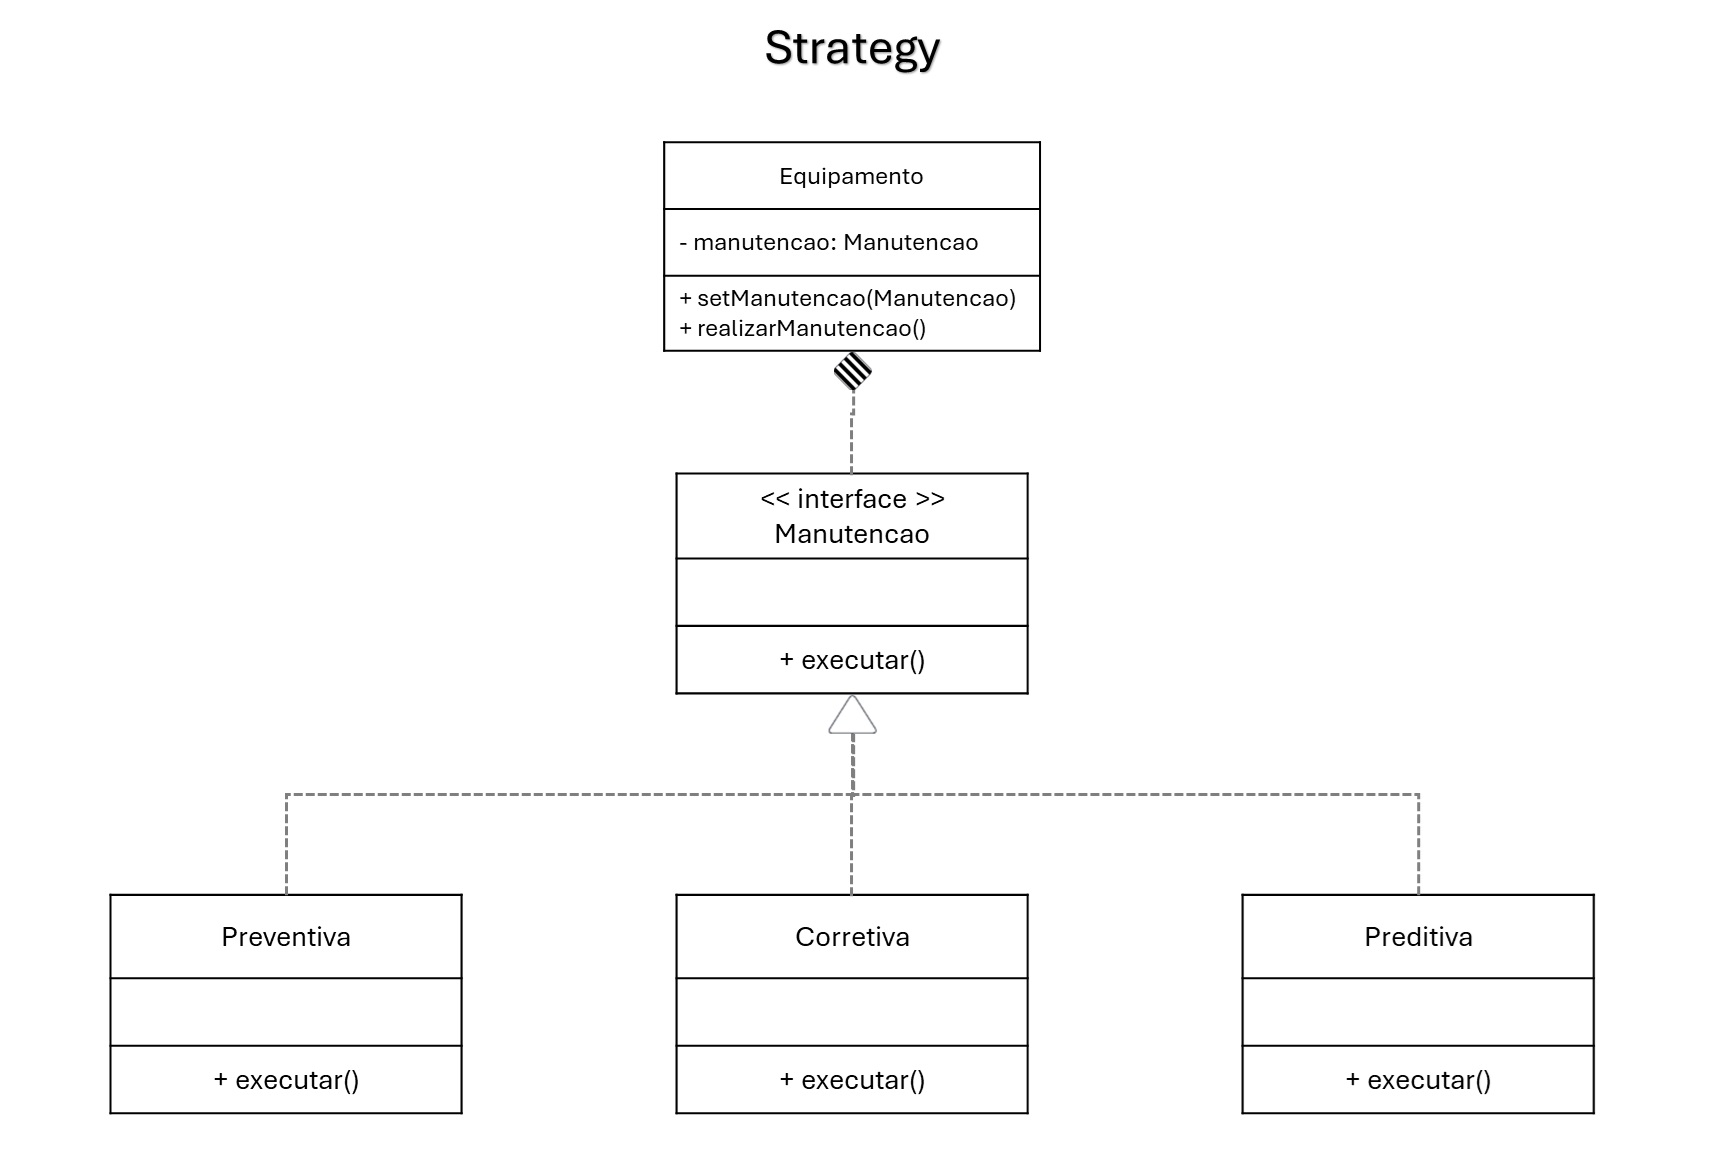 Strategy
Equipamento
- manutencao: Manutencao
+ setManutencao(Manutencao)
+ realizarManutencao()
<< interface >>
Manutencao
+ executar()
Preventiva
Corretiva
Preditiva
+ executar()
+ executar()
+ executar()